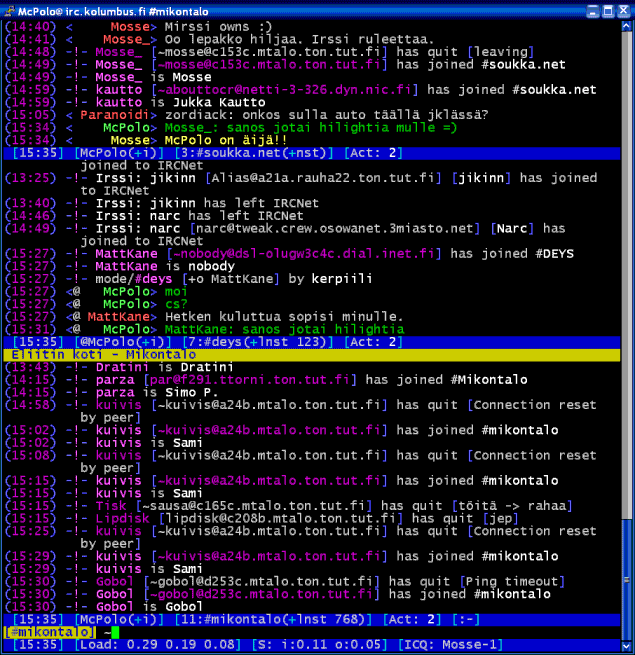 McPolo@ irc.kolumbus.fi #mikontalo
(14:40) <     Mosse> Mirssi owns :)
(14:41) <    Mosse_> Oo lepakko hiljaa. Irssi ruleettaa.
(14:48) -!- Mosse_ [~mosse@c153c.mtalo.ton.tut.fi] has quit [leaving]
(14:49) -!- Mosse_ [~mosse@c153c.mtalo.ton.tut.fi] has joined #soukka.net
(14:49) -!- Mosse_ is Mosse
(14:59) -!- kautto [~abouttocr@netti-3-326.dyn.nic.fi] has joined #soukka.net
(14:59) -!- kautto is Jukka Kautto
(15:05) < Paranoidi> zordiack: onkos sulla auto täällä jklässä?
(15:34) <    McPolo> Mosse_: sanos jotai hilightia mulle =)
(15:34) <     Mosse> McPolo on äijä!!
[15:35] [McPolo(+i)] [3:#soukka.net(+nst)] [Act: 2]
joined to IRCNet
(13:25) -!- Irssi: jikinn [Alias@a21a.rauha22.ton.tut.fi] [jikinn] has joined
to IRCNet
(13:40) -!- Irssi: jikinn has left IRCNet
(14:46) -!- Irssi: narc has left IRCNet
(14:49) -!- Irssi: narc [narc@tweak.crew.osowanet.3miasto.net] [Narc] has
joined to IRCNet
(15:27) -!- MattKane [~nobody@dsl-olugw3c4c.dial.inet.fi] has joined #DEYS
(15:27) -!- MattKane is nobody
(15:27) -!- mode/#deys [+o MattKane] by kerpiili
(15:27) <@   McPolo> moi
(15:27) <@   McPolo> cs?
(15:27) <@ MattKane> Hetken kuluttua sopisi minulle.
(15:31) <@   McPolo> MattKane: sanos jotai hilightia
[15:35] [@McPolo(+i)] [7:#deys(+lnst 123)] [Act: 2]
Eliitin koti - Mikontalo
(13:43) -!- Dratini is Dratini
(14:15) -!- parza [par@f291.ttorni.ton.tut.fi] has joined #Mikontalo
(14:15) -!- parza is Simo P.
(14:58) -!- kuivis [~kuivis@a24b.mtalo.ton.tut.fi] has quit [Connection reset
by peer]
(15:02) -!- kuivis [~kuivis@a24b.mtalo.ton.tut.fi] has joined #mikontalo
(15:02) -!- kuivis is Sami
(15:08) -!- kuivis [~kuivis@a24b.mtalo.ton.tut.fi] has quit [Connection reset
by peer]
(15:15) -!- kuivis [~kuivis@a24b.mtalo.ton.tut.fi] has joined #mikontalo
(15:15) -!- kuivis is Sami
(15:15) -!- Tisk [~sausa@c165c.mtalo.ton.tut.fi] has quit [töitä -> rahaa]
(15:15) -!- Lipdisk [lipdisk@c208b.mtalo.ton.tut.fi] has quit [jep]
(15:25) -!- kuivis [~kuivis@a24b.mtalo.ton.tut.fi] has quit [Connection reset
by peer]
(15:29) -!- kuivis [~kuivis@a24b.mtalo.ton.tut.fi] has joined #mikontalo
(15:29) -!- kuivis is Sami
(15:30) -!- Gobol [~gobol@d253c.mtalo.ton.tut.fi] has quit [Ping timeout]
(15:30) -!- Gobol [~gobol@d253c.mtalo.ton.tut.fi] has joined #mikontalo
(15:30) -!- Gobol is Gobol
[15:35] [McPolo(+i)] [11:#mikontalo(+lnst 768)] [Act: 2] [:-]
[#mikontalo] ~
[15:35] [Load: 0.29 0.19 0.08] [S: i:0.11 o:0.05] [ICQ: Mosse-1]